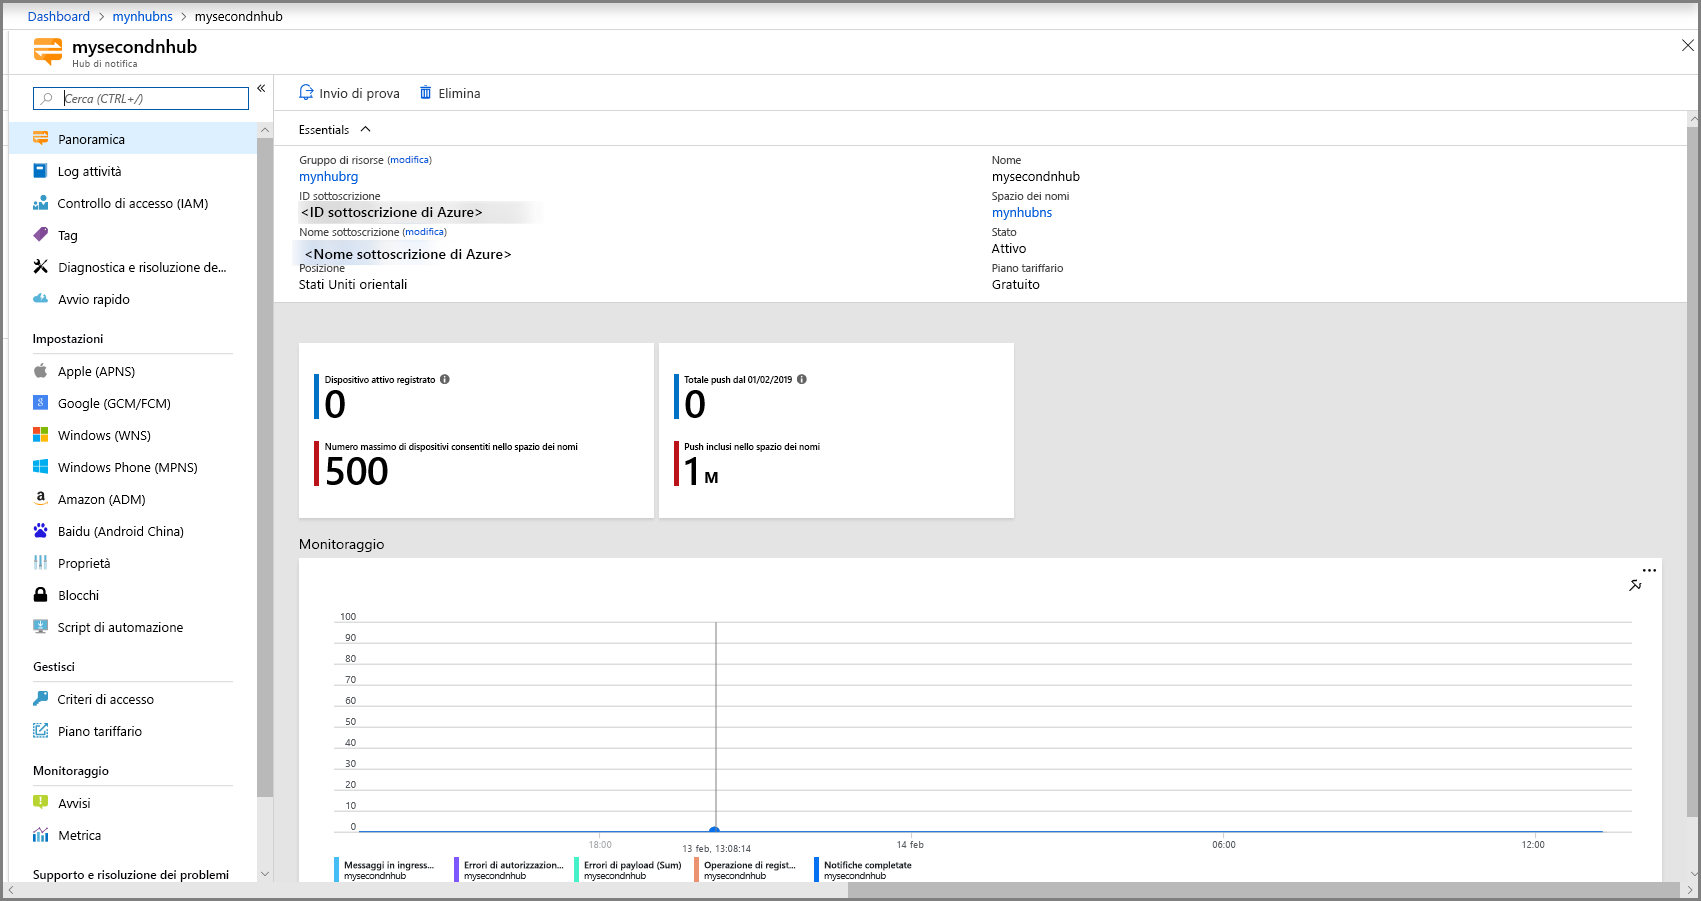 Dashboard > mynhubns > mysecondnhub
mysecondnhub
Hub di notifica
Cerca (CTRL+/)
«
Panoramica
Log attività
Controllo di accesso (IAM)
Tag
Diagnostica e risoluzione de...
Avvio rapido
Impostazioni
Apple (APNS)
Google (GCM/FCM)
Windows (WNS)
Windows Phone (MPNS)
Amazon (ADM)
Baidu (Android China)
Proprietà
Blocchi
Script di automazione
Gestisci
Criteri di accesso
Piano tariffario
Monitoraggio
Avvisi
Metrica
Supporto e risoluzione dei problemi
Invio di prova
Elimina
Essentials
Gruppo di risorse (modifica)
mynhubrg
ID sottoscrizione
<ID sottoscrizione di Azure>
Nome sottoscrizione (modifica)
<Nome sottoscrizione di Azure>
Posizione
Stati Uniti orientali
Nome
mysecondnhub
Spazio dei nomi
mynhubns
Stato
Attivo
Piano tariffario
Gratuito
Dispositivo attivo registrato
0
Numero massimo di dispositivi consentiti nello spazio dei nomi
500
Totale push dal 01/02/2019
0
Push inclusi nello spazio dei nomi
1 M
Monitoraggio
100
90
80
70
60
50
40
30
20
10
0
18:00
13 feb, 13:08:14
14 feb
06:00
12:00
Messaggi in ingress...
mysecondnhub
Errori di autorizzazion...
mysecondnhub
Errori di payload (Sum)
mysecondnhub
Operazione di regist...
mysecondnhub
Notifiche completate
mysecondnhub